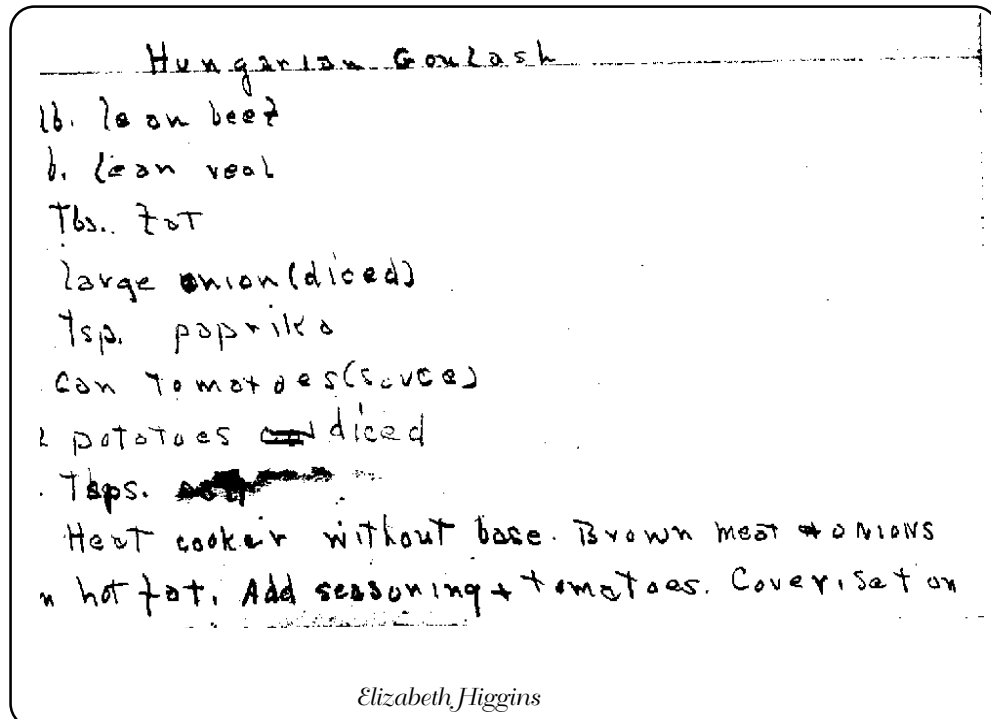 Hungarian Goulash
lb. lean beef
b. lean veal
Tbs. fat
large onion (diced)
Tsp. paprika
Can Tomatoes (sauce)
2 potatoes diced
Tsps.
Heat cooker without base. Brown meat + onions
n hot fat. Add seasoning + tomatoes. Cover, set on
Elizabeth Higgins